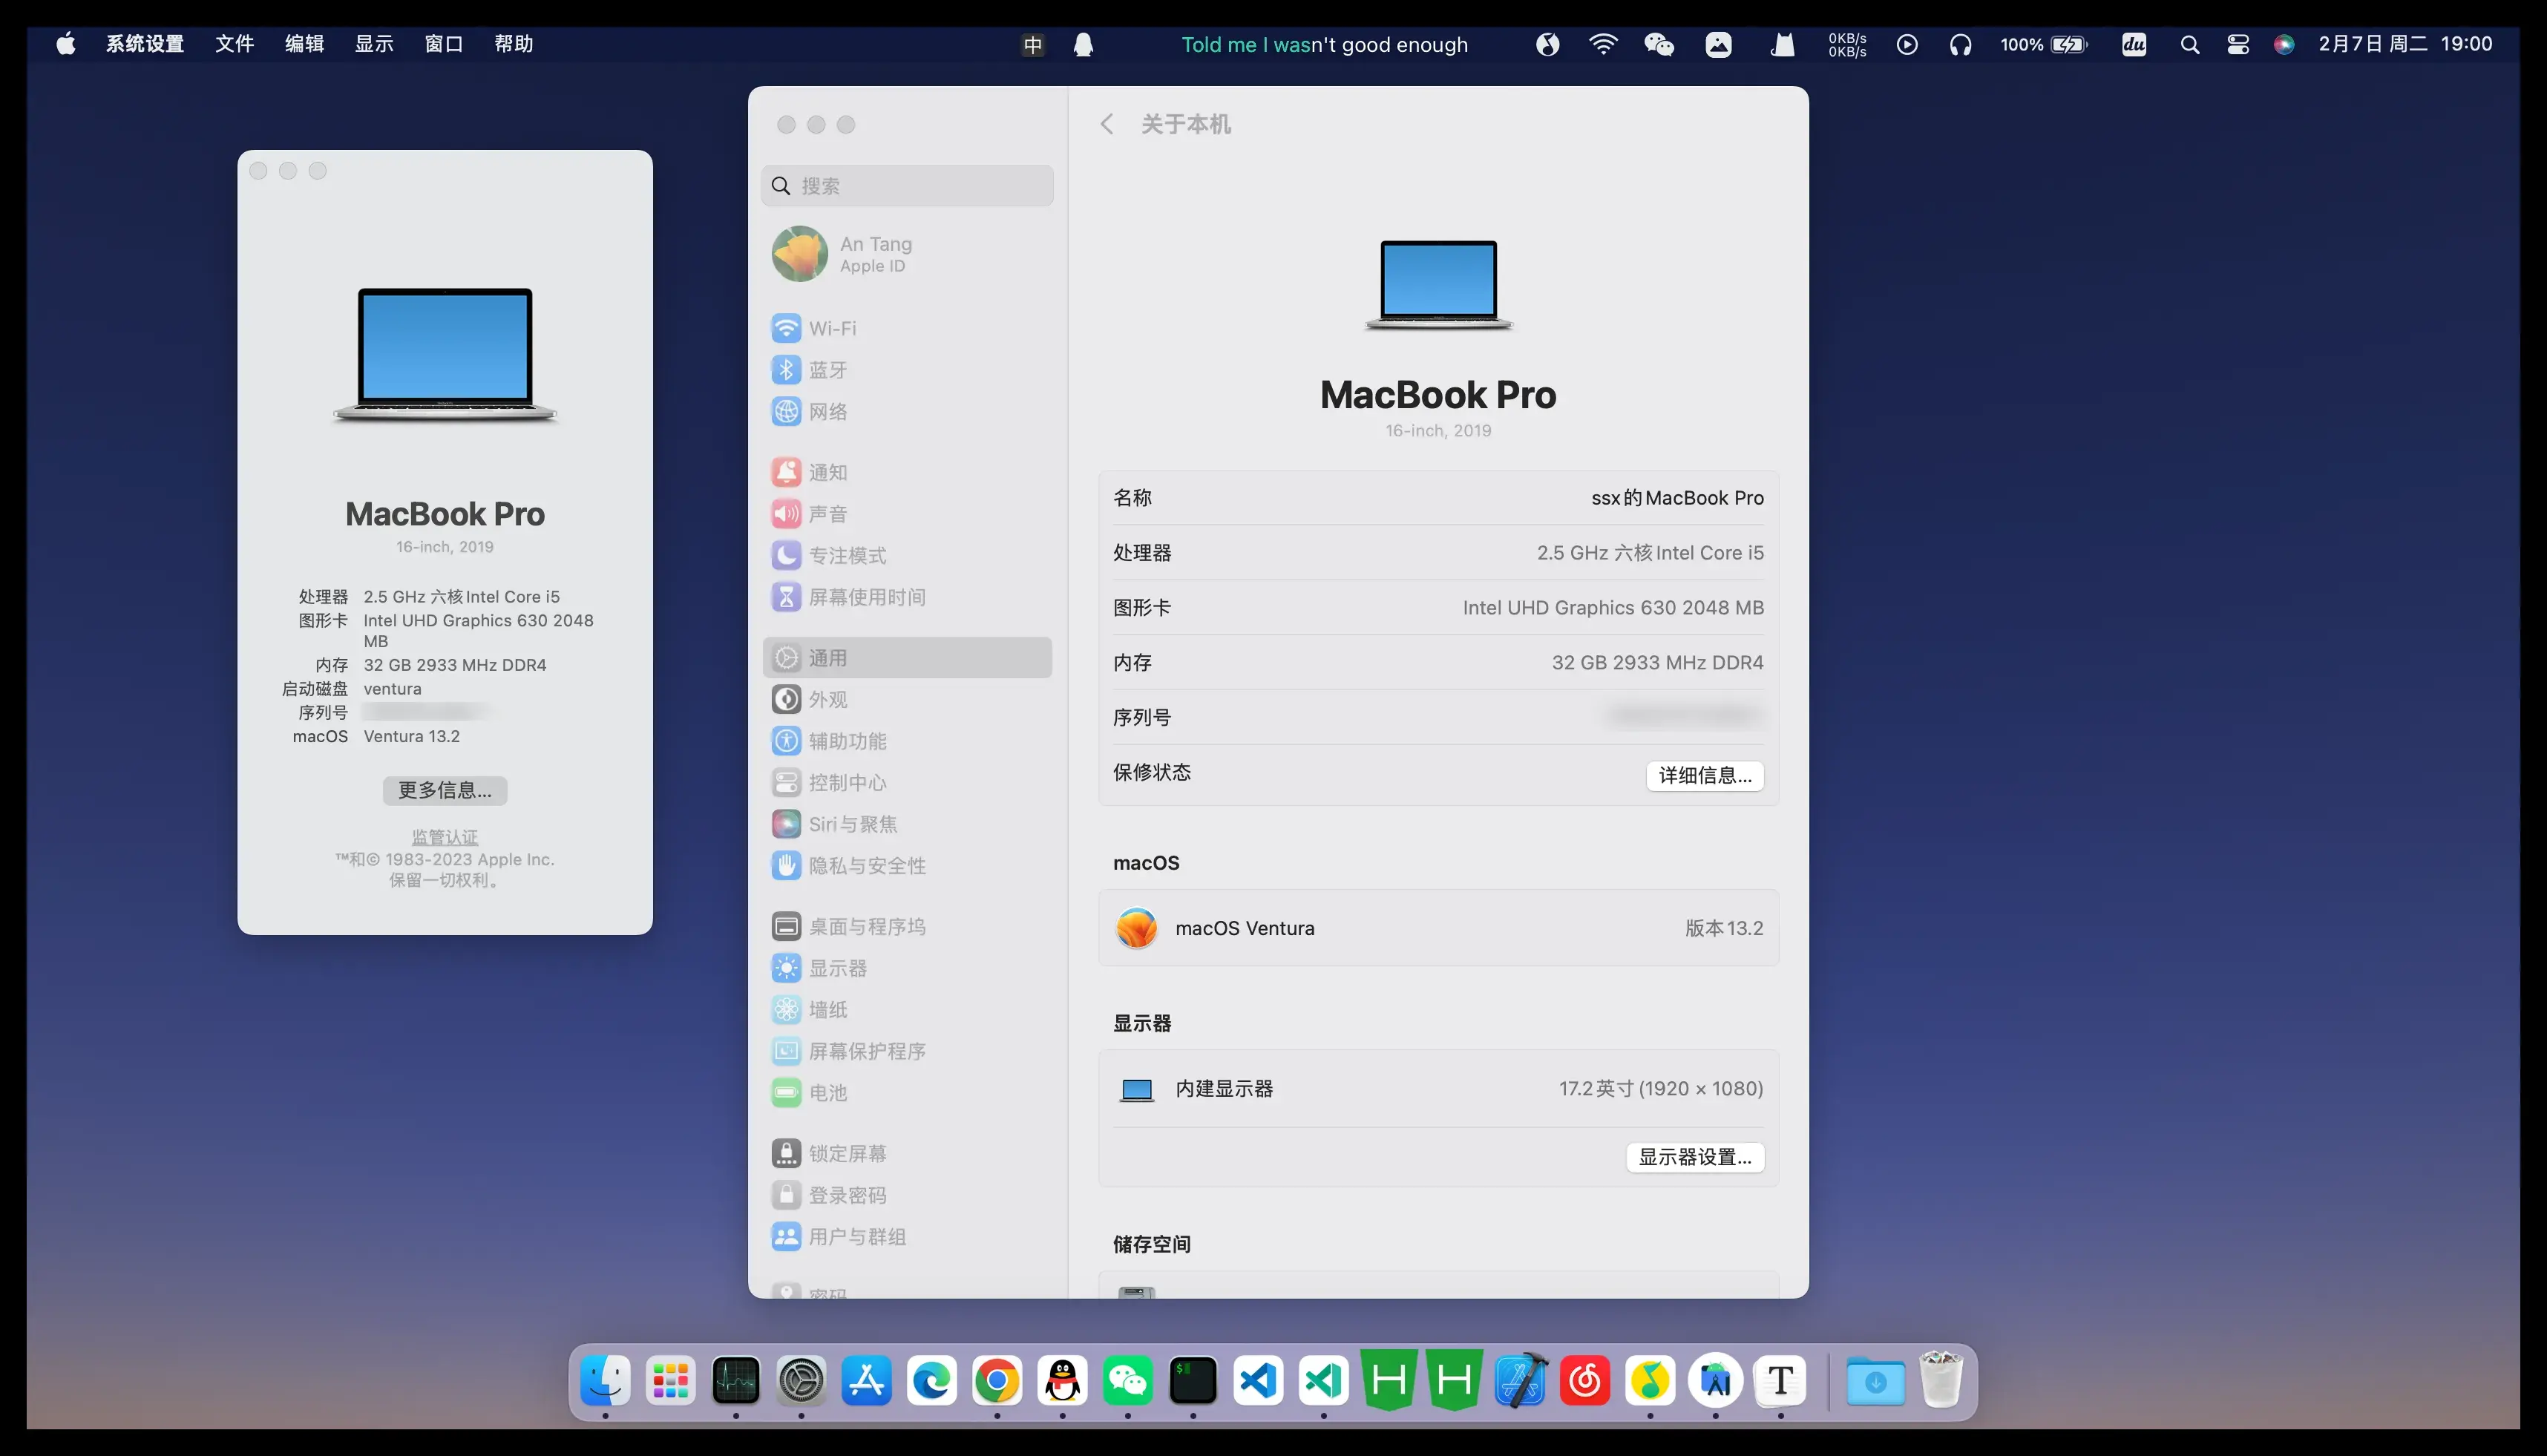 系统设置 文件 编辑 显示 窗口 帮助
中
Told me I wasn't good enough
0KB/s
0KB/s
100%
du
2月7日 周二 19:00
MacBook Pro
16-inch, 2019
处理器 2.5 GHz 六核Intel Core i5
图形卡 Intel UHD Graphics 630 2048
MB
内存 32 GB 2933 MHz DDR4
启动磁盘 ventura
序列号
macOS Ventura 13.2
更多信息...
监管认证
™和© 1983-2023 Apple Inc.
保留一切权利。
搜索
An Tang
Apple ID
Wi-Fi
蓝牙
网络
通知
声音
专注模式
屏幕使用时间
通用
外观
辅助功能
控制中心
Siri与聚焦
隐私与安全性
桌面与程序坞
显示器
墙纸
屏幕保护程序
电池
锁定屏幕
登录密码
用户与群组
密码
关于本机
MacBook Pro
16-inch, 2019
名称 ssx的MacBook Pro
处理器 2.5 GHz 六核Intel Core i5
图形卡 Intel UHD Graphics 630 2048 MB
内存 32 GB 2933 MHz DDR4
序列号
保修状态 详细信息...
macOS
macOS Ventura 版本13.2
显示器
内建显示器 17.2英寸 (1920 × 1080)
显示器设置...
储存空间